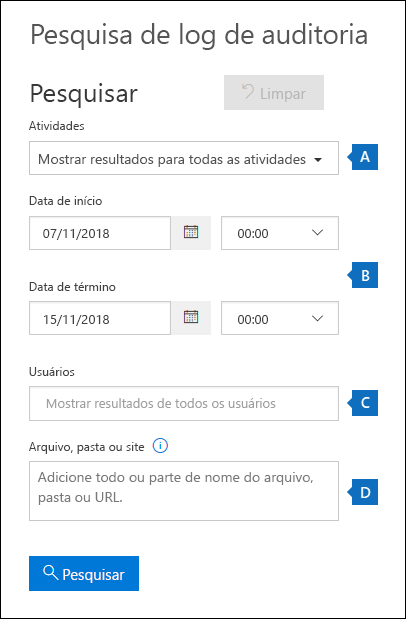 Pesquisa de log de auditoria
Pesquisar
Limpar
Atividades
Mostrar resultados para todas as atividades
A
Data de início
07/11/2018
00:00
B
Data de término
15/11/2018
00:00
Usuários
Mostrar resultados de todos os usuários
C
Arquivo, pasta ou site
Adicione todo ou parte de nome do arquivo,
pasta ou URL.
D
Pesquisar